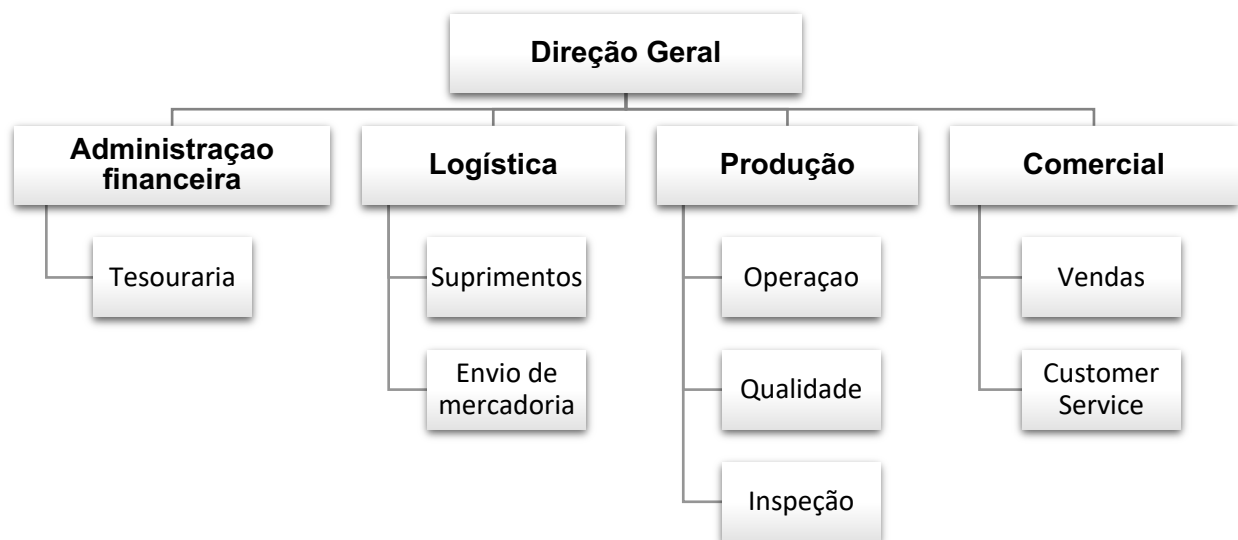 Direção Geral
Administraçao
financeira
Logística
Produção
Comercial
Tesouraria
Suprimentos
Operaçao
Vendas
Envio de
mercadoria
Qualidade
Customer
Service
Inspeção